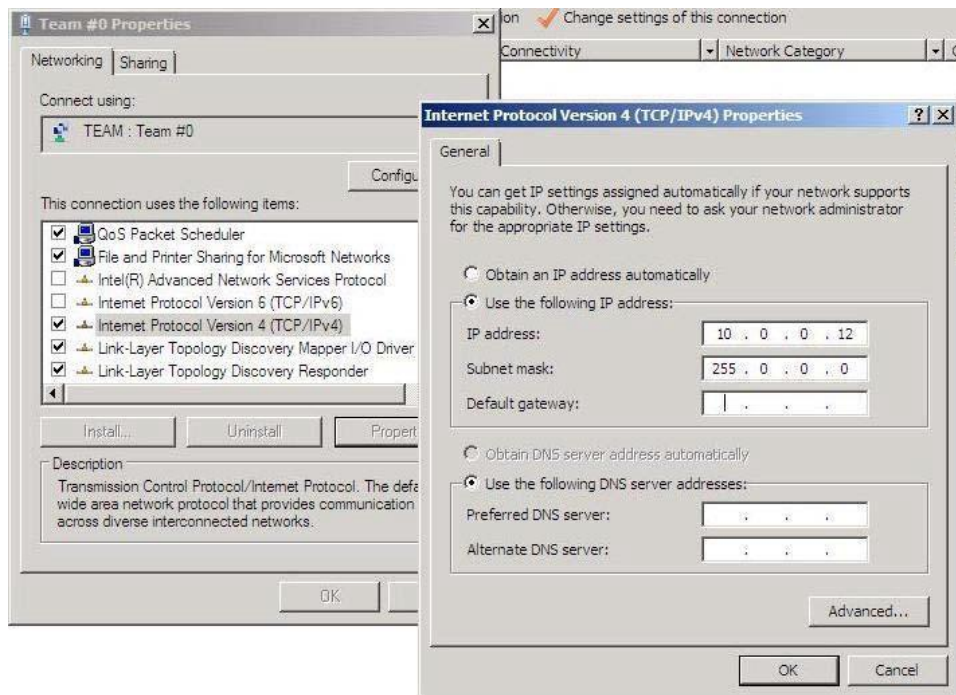 Team #0 Properties
Networking
Sharing
Connect using:
TEAM : Team #0
This connection uses the following items:
QoS Packet Scheduler
File and Printer Sharing for Microsoft Networks
Intel(R) Advanced Network Services Protocol
Internet Protocol Version 6 (TCP/IPv6)
Internet Protocol Version 4 (TCP/IPv4)
Link-Layer Topology Discovery Mapper I/O Driver
Link-Layer Topology Discovery Responder
Install...
Uninstall
Propert
Description
Transmission Control Protocol/Internet Protocol. The defa
wide area network protocol that provides communication
across diverse interconnected networks.
OK
Configu
ion
Change settings of this connection
Connectivity
Network Category
Internet Protocol Version 4 (TCP/IPv4) Properties
General
You can get IP settings assigned automatically if your network supports
this capability. Otherwise, you need to ask your network administrator
for the appropriate IP settings.
Obtain an IP address automatically
Use the following IP address:
IP address: 10 . 0 . 0 . 12
Subnet mask: 255 . 0 . 0 . 0
Default gateway: . . .
Obtain DNS server address automatically
Use the following DNS server addresses:
Preferred DNS server: . . .
Alternate DNS server: . . .
Advanced...
OK
Cancel